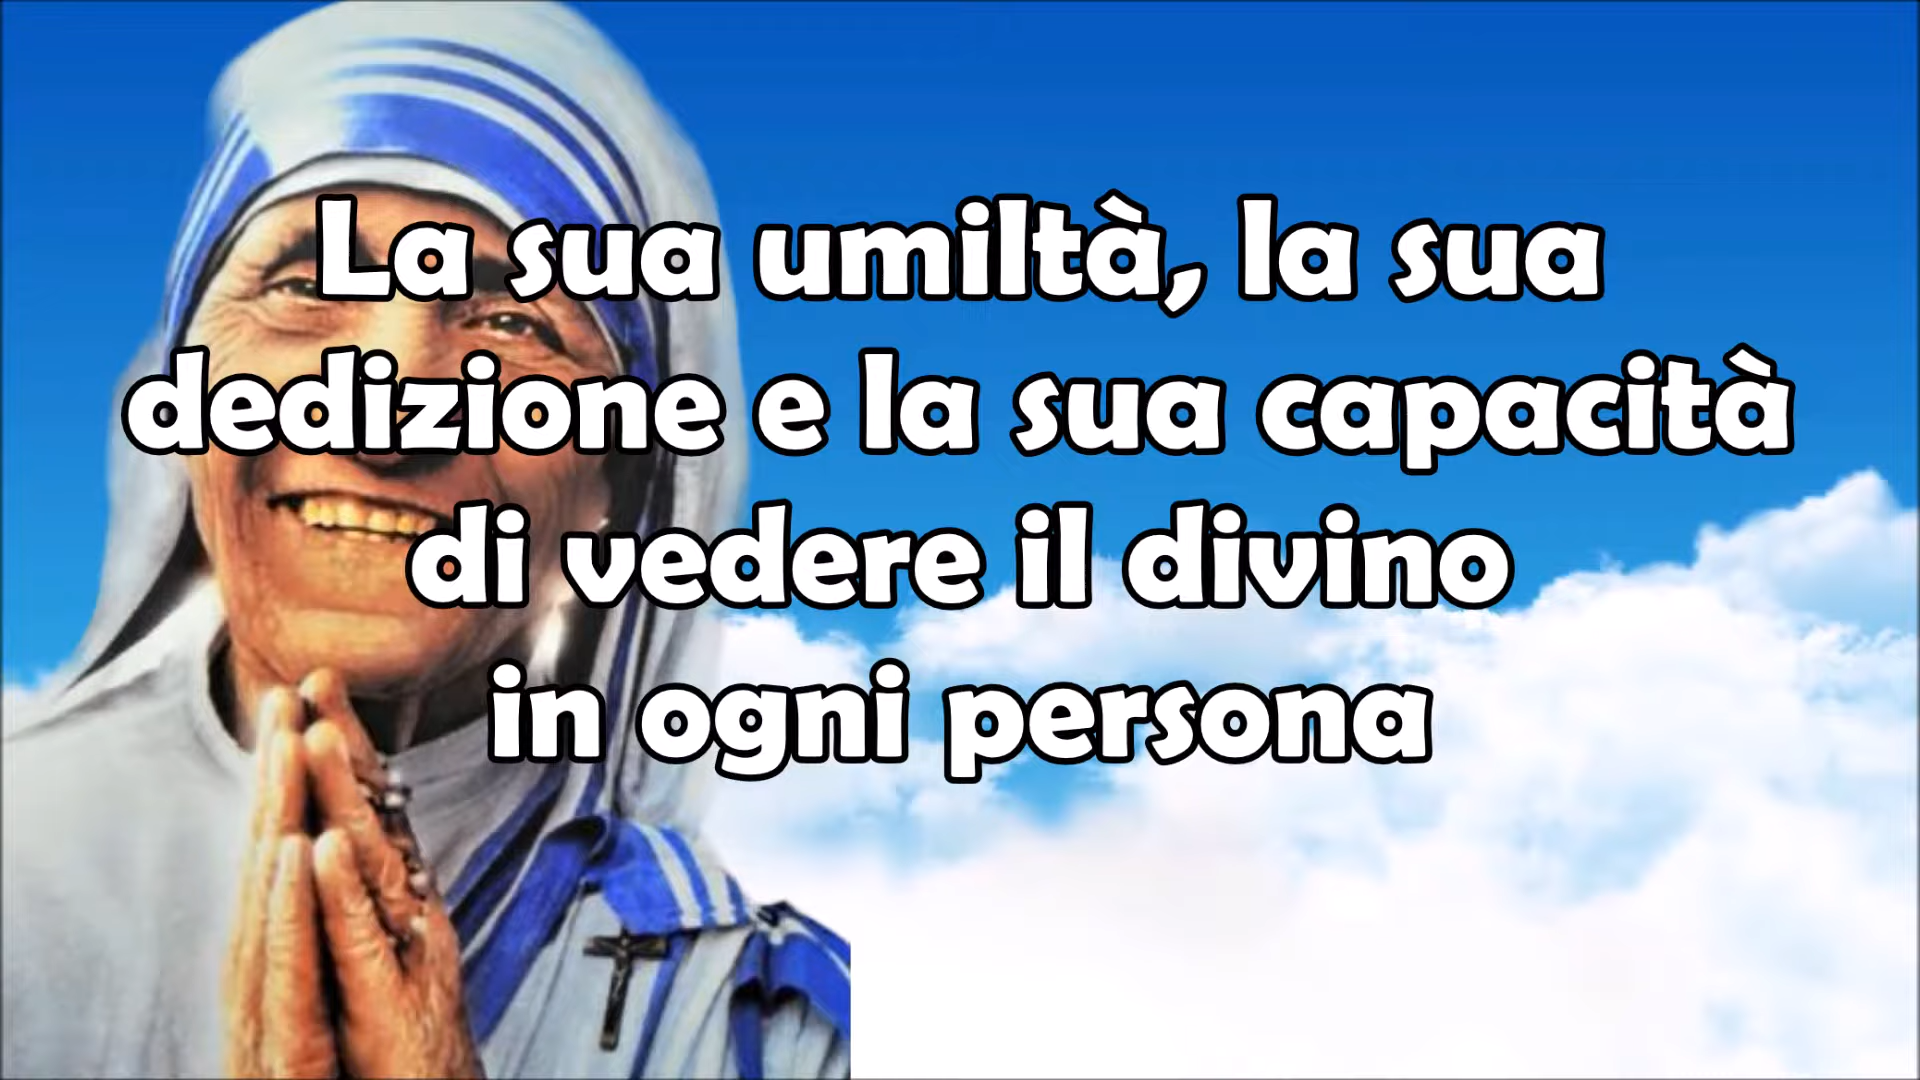 La sua umiltà, la sua
dedizione e la sua capacità
di vedere il divino
in ogni persona